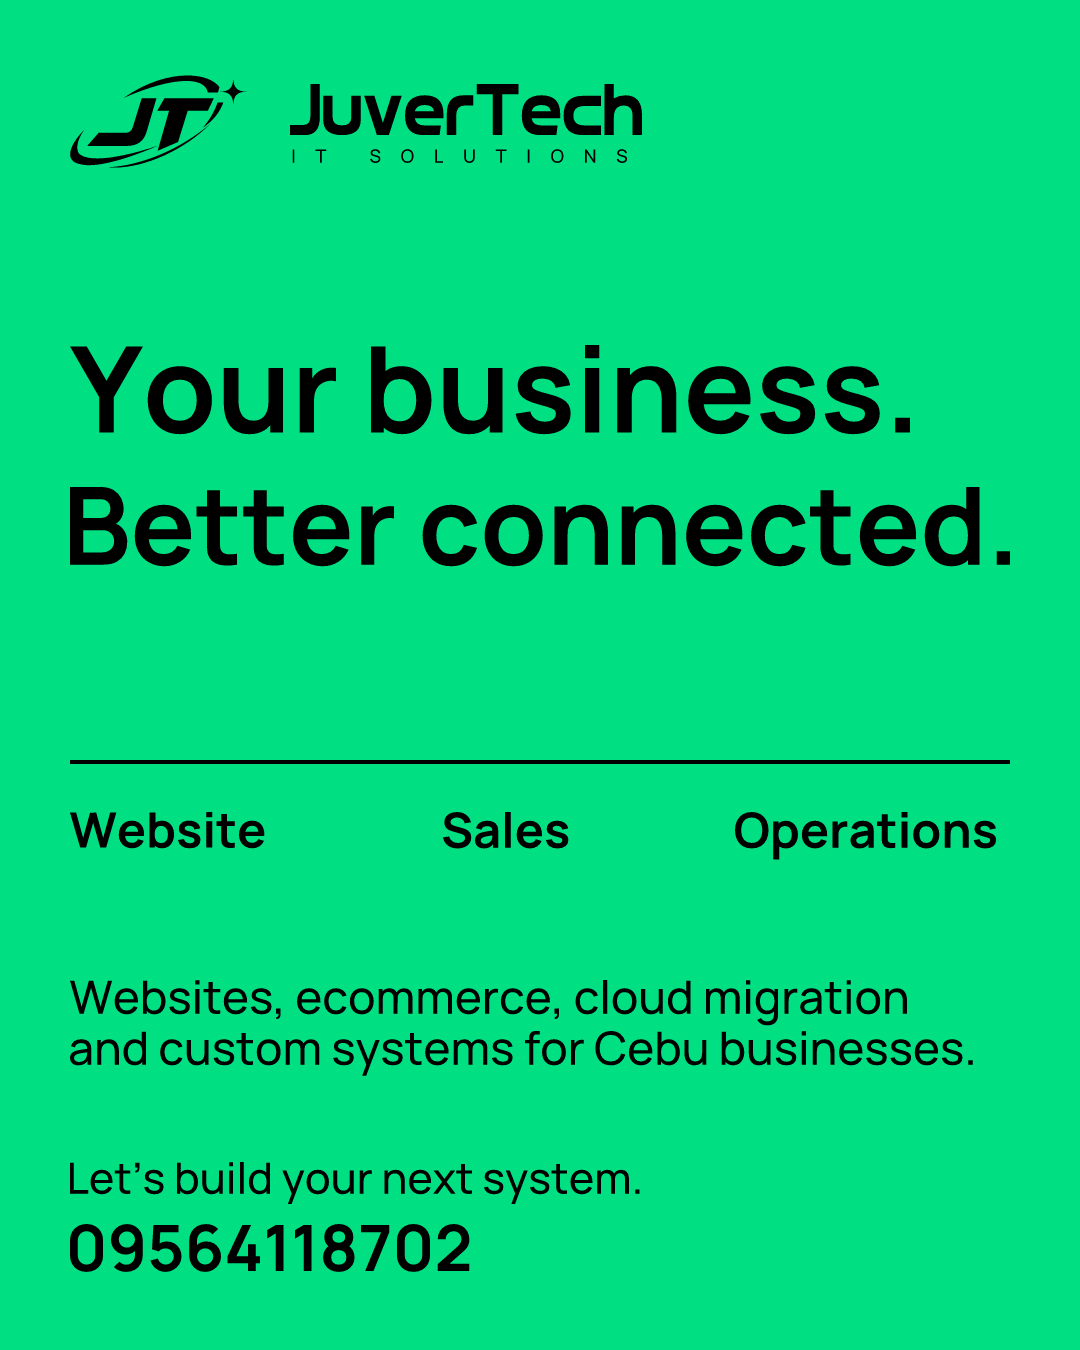 JT
JuverTech
IT SOLUTIONS
Your business.
Better connected.
Website Sales Operations
Websites, ecommerce, cloud migration
and custom systems for Cebu businesses.
Let’s build your next system.
09564118702